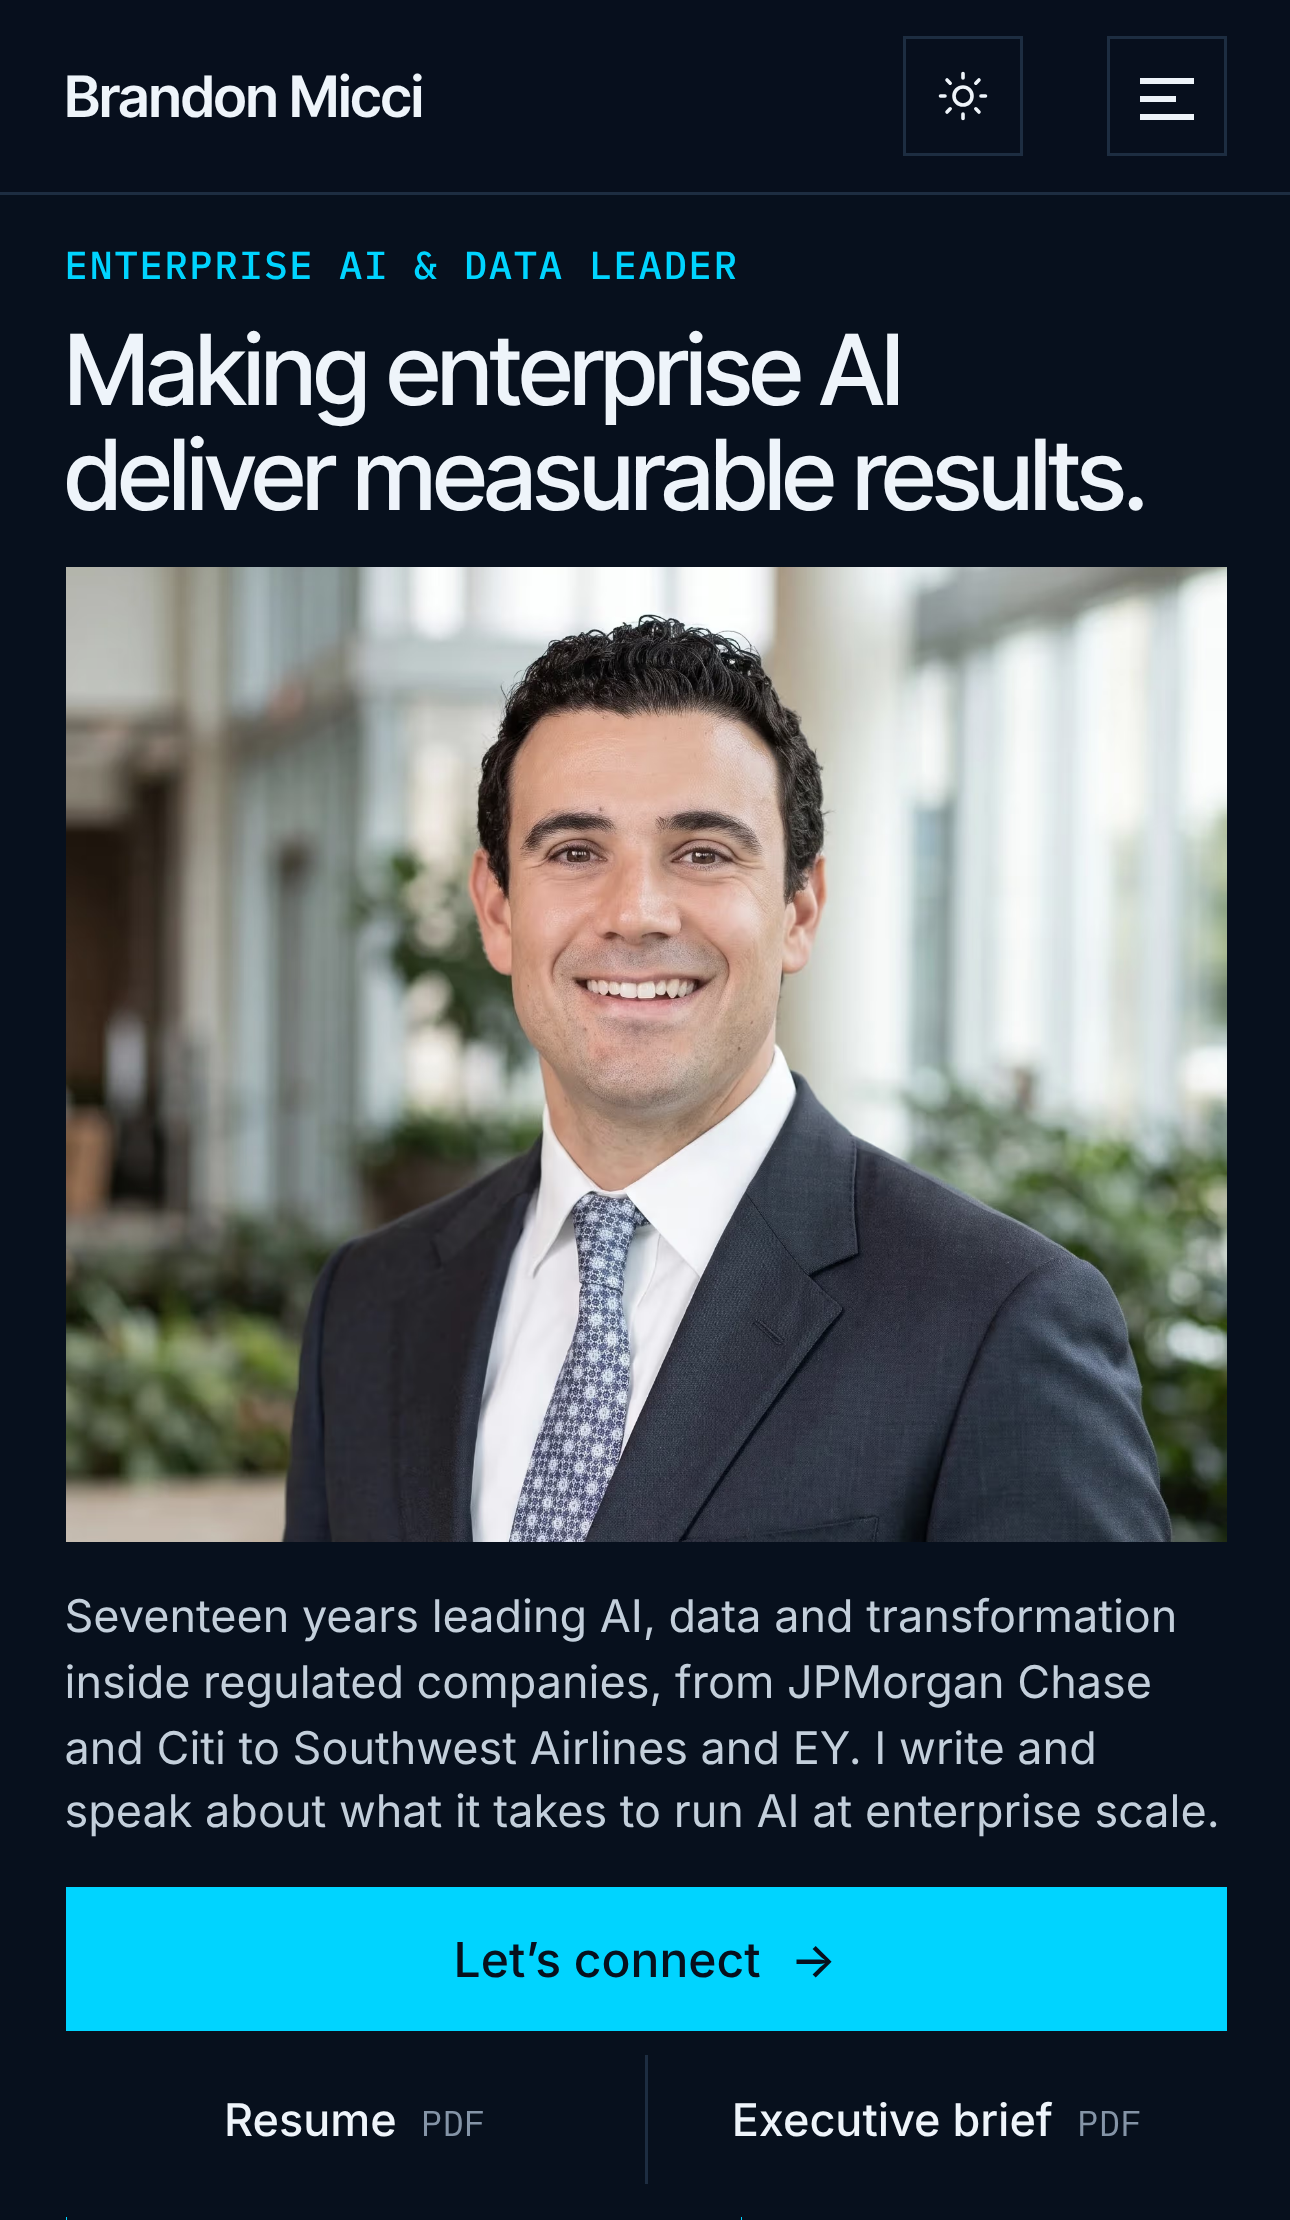 Brandon Micci
ENTERPRISE AI & DATA LEADER
Making enterprise AI
deliver measurable results.
Seventeen years leading AI, data and transformation
inside regulated companies, from JPMorgan Chase
and Citi to Southwest Airlines and EY. I write and
speak about what it takes to run AI at enterprise scale.
Let’s connect →
Resume PDF
Executive brief PDF